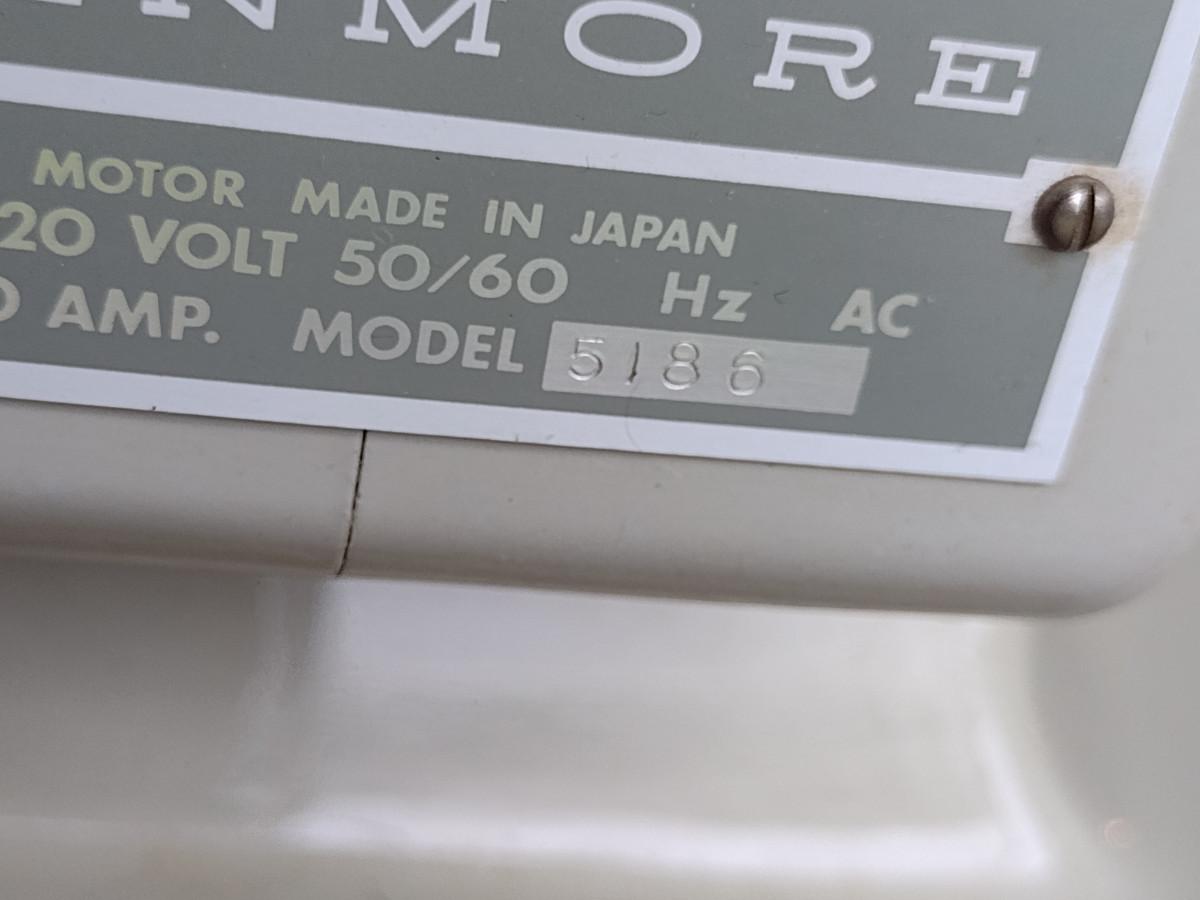 NMORE
MOTOR MADE IN JAPAN
20 VOLT 50/60 Hz AC
AMP. MODEL 5186